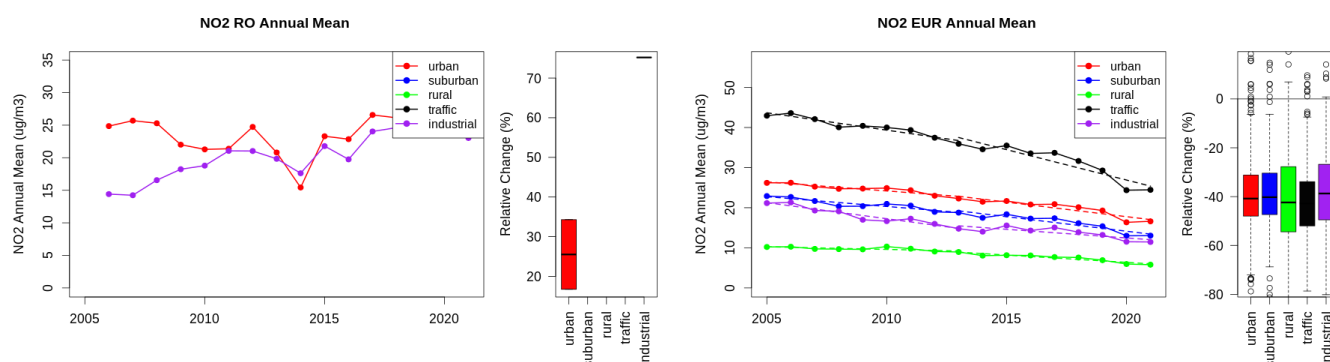 NO2 RO Annual Mean
NO2 Annual Mean (ug/m3)
35
30
25
20
15
10
5
0
2005
2010
2015
2020
urban
suburban
rural
traffic
industrial
Relative Change (%)
70
60
50
40
30
20
urban
suburban
rural
traffic
industrial
NO2 EUR Annual Mean
NO2 Annual Mean (ug/m3)
50
40
30
20
10
0
2005
2010
2015
2020
urban
suburban
rural
traffic
industrial
Relative Change (%)
0
-20
-40
-60
-80
urban
suburban
rural
traffic
industrial